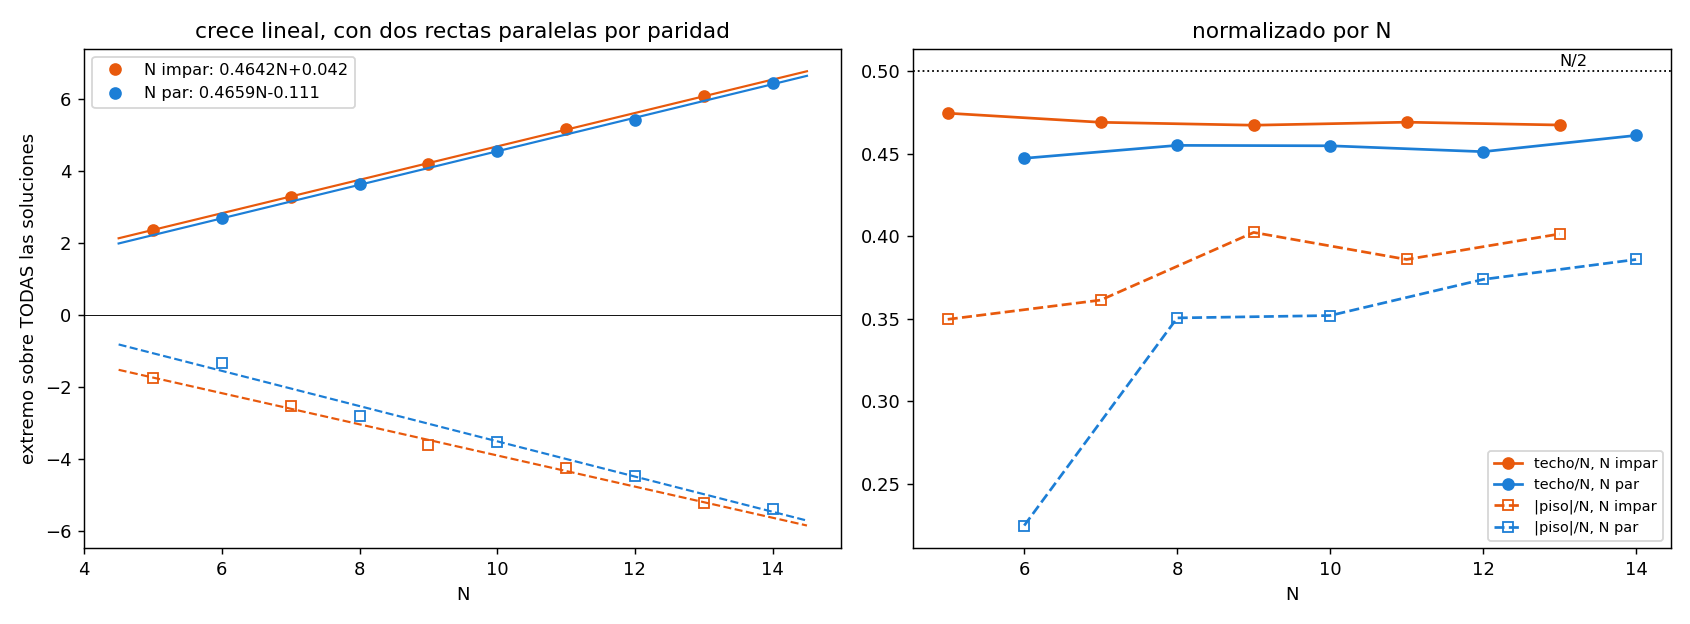 crece lineal, con dos rectas paralelas por paridad
N impar: 0.4642N+0.042
N par: 0.4659N-0.111
extremo sobre TODAS las soluciones
6
4
2
0
−2
−4
−6
4 6 8 10 12 14
N
normalizado por N
N/2
0.50
0.45
0.40
0.35
0.30
0.25
techo/N, N impar
techo/N, N par
|piso|/N, N impar
|piso|/N, N par
6 8 10 12 14
N